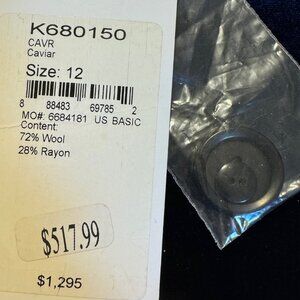 K680150
CAVR
Caviar
Size: 12
8 88483 69785 2
MO#: 6684181 US BASIC
Content:
72% Wool
28% Rayon
$517.99
$1,295